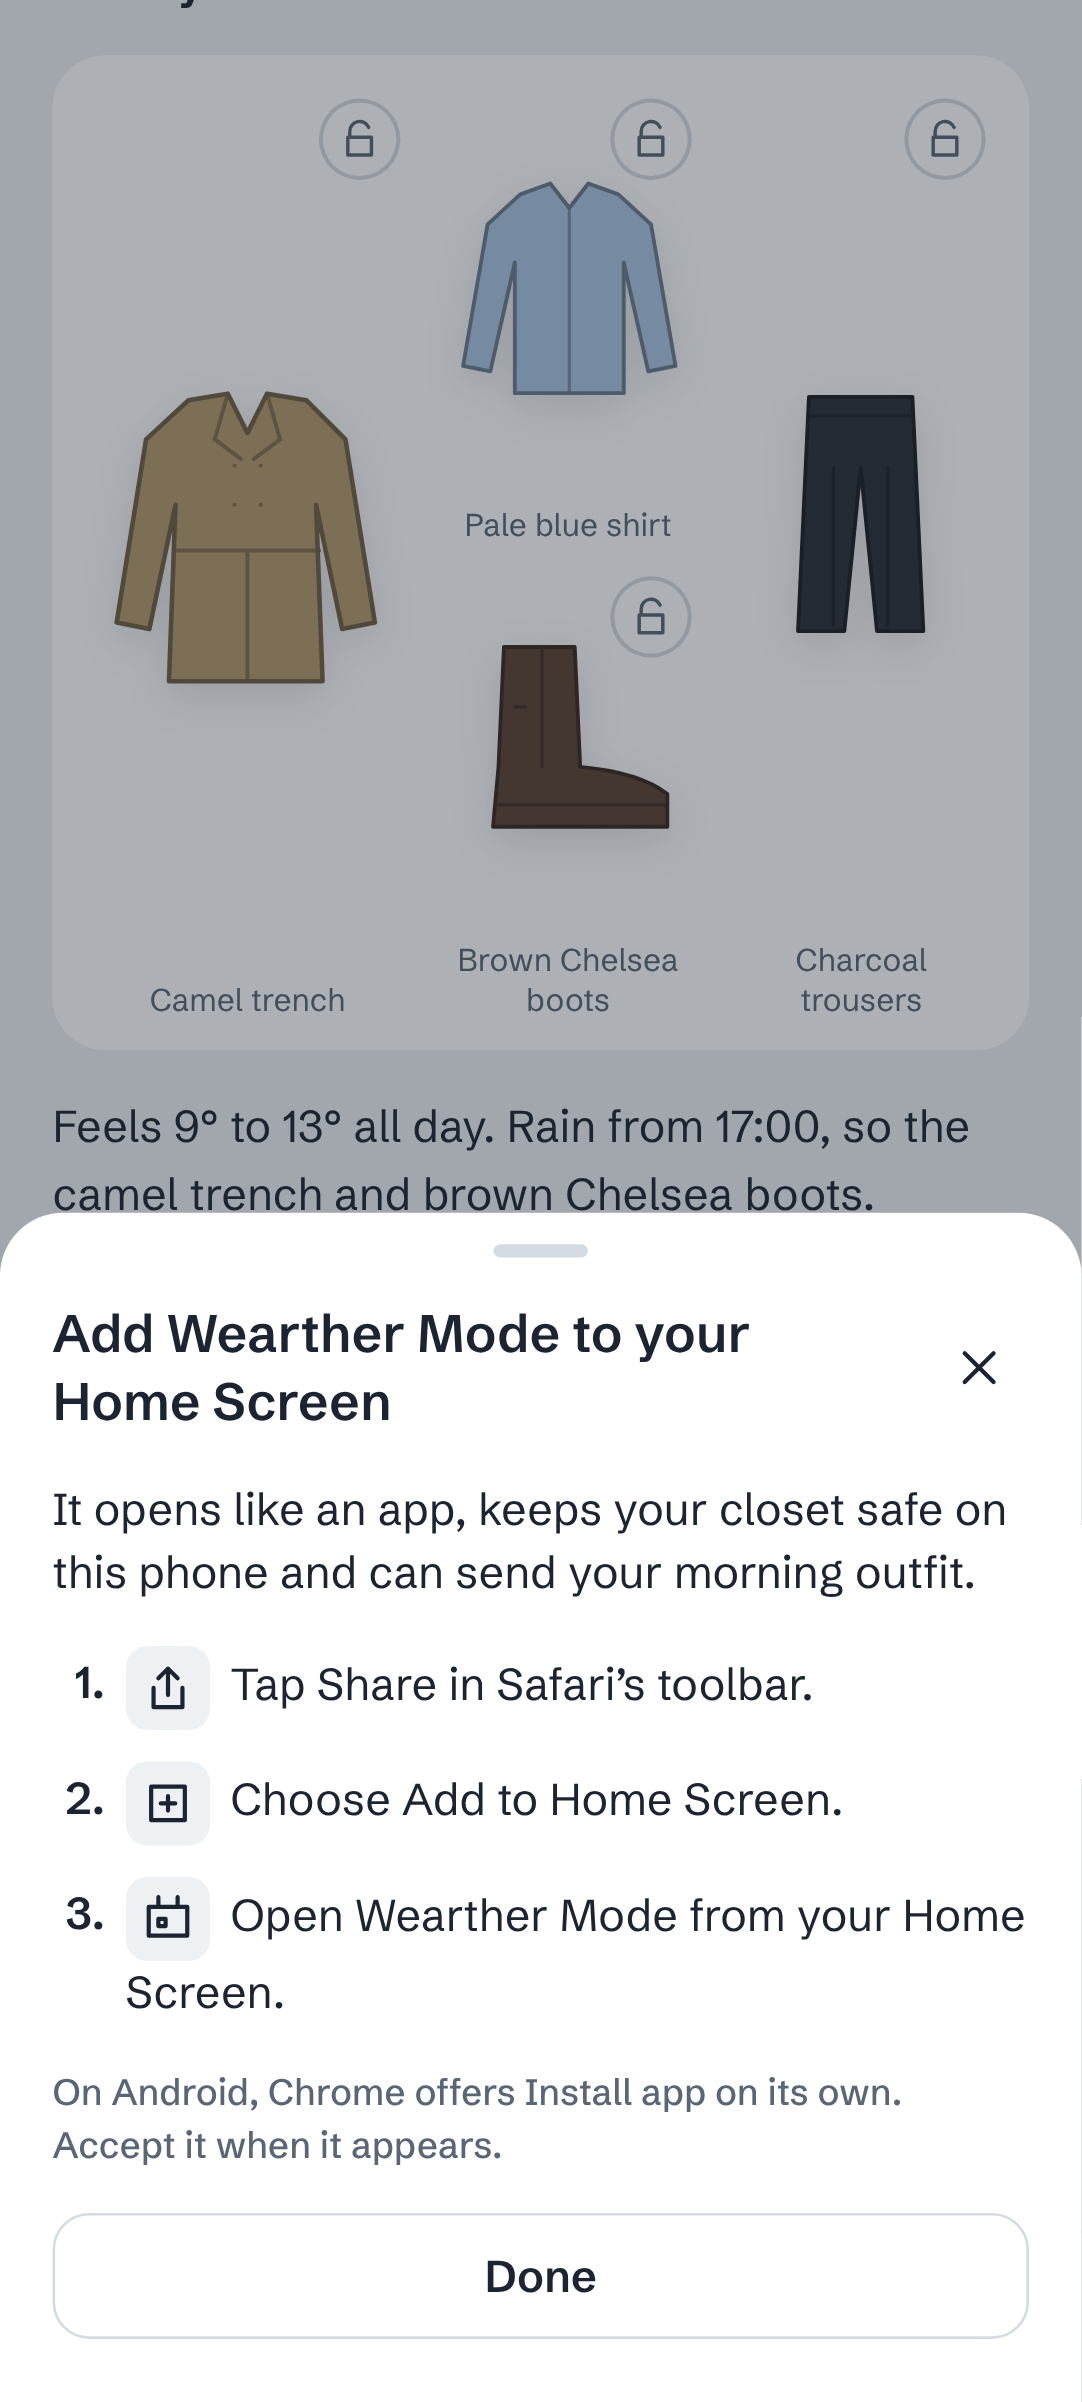 Pale blue shirt
Camel trench
Brown Chelsea
boots
Charcoal
trousers
Feels 9° to 13° all day. Rain from 17:00, so the
camel trench and brown Chelsea boots.
Add Wearther Mode to your
Home Screen
It opens like an app, keeps your closet safe on
this phone and can send your morning outfit.
1. Tap Share in Safari’s toolbar.
2. Choose Add to Home Screen.
3. Open Wearther Mode from your Home
Screen.
On Android, Chrome offers Install app on its own.
Accept it when it appears.
Done